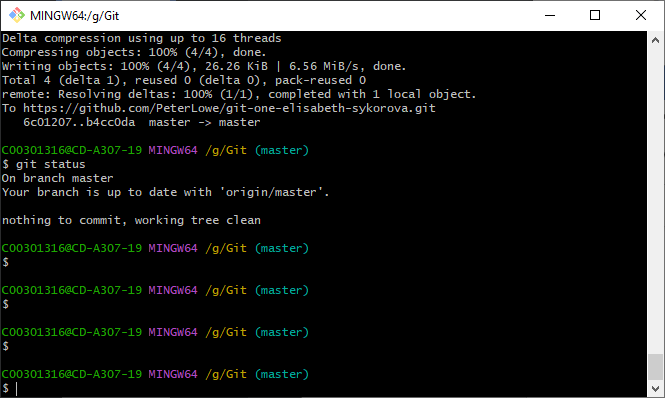 MINGW64:/g/Git
Delta compression using up to 16 threads
Compressing objects: 100% (4/4), done.
Writing objects: 100% (4/4), 26.26 KiB | 6.56 MiB/s, done.
Total 4 (delta 1), reused 0 (delta 0), pack-reused 0
remote: Resolving deltas: 100% (1/1), completed with 1 local object.
To https://github.com/PeterLowe/git-one-elisabeth-sykorova.git
   6c01207..b4cc0da  master -> master

C00301316@CD-A307-19 MINGW64 /g/Git (master)
$ git status
On branch master
Your branch is up to date with 'origin/master'.

nothing to commit, working tree clean

C00301316@CD-A307-19 MINGW64 /g/Git (master)
$

C00301316@CD-A307-19 MINGW64 /g/Git (master)
$

C00301316@CD-A307-19 MINGW64 /g/Git (master)
$

C00301316@CD-A307-19 MINGW64 /g/Git (master)
$